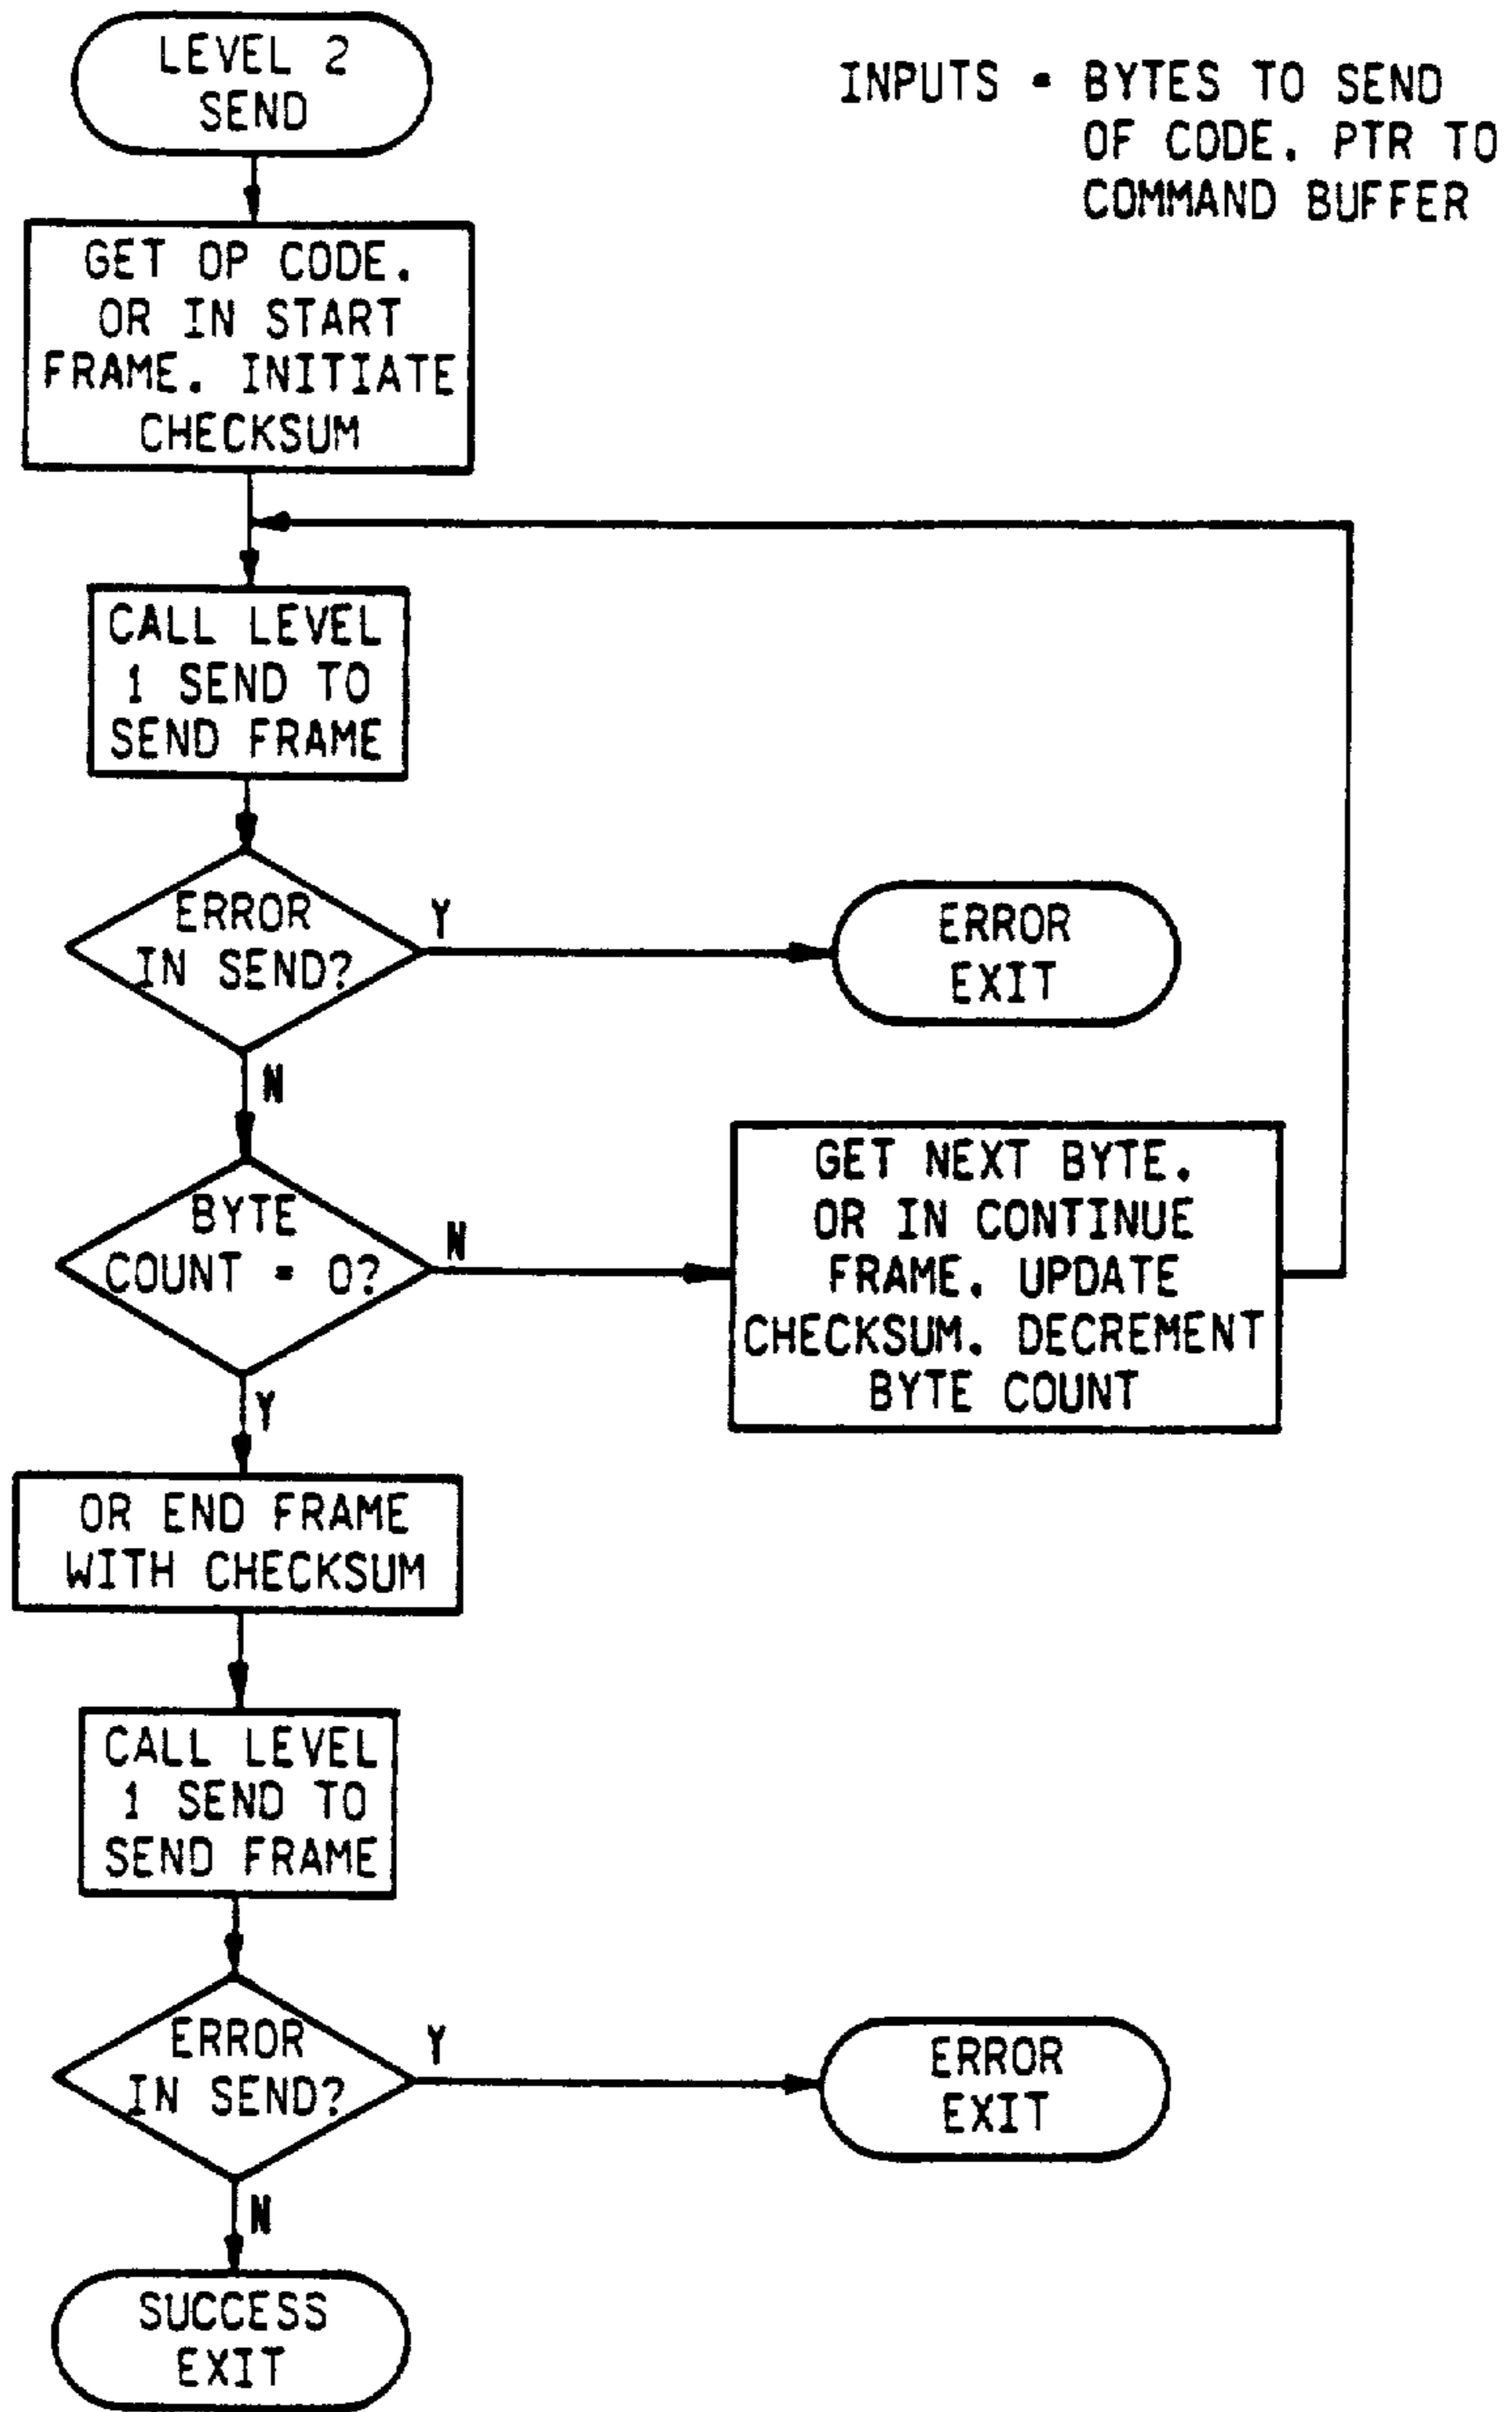 LEVEL 2
SEND
INPUTS = BYTES TO SEND
OF CODE. PTR TO
COMMAND BUFFER
GET OP CODE.
OR IN START
FRAME. INITIATE
CHECKSUM
CALL LEVEL
1 SEND TO
SEND FRAME
ERROR
IN SEND?
Y
ERROR
EXIT
N
BYTE
COUNT = 0?
N
GET NEXT BYTE.
OR IN CONTINUE
FRAME. UPDATE
CHECKSUM. DECREMENT
BYTE COUNT
Y
OR END FRAME
WITH CHECKSUM
CALL LEVEL
1 SEND TO
SEND FRAME
ERROR
IN SEND?
Y
ERROR
EXIT
N
SUCCESS
EXIT